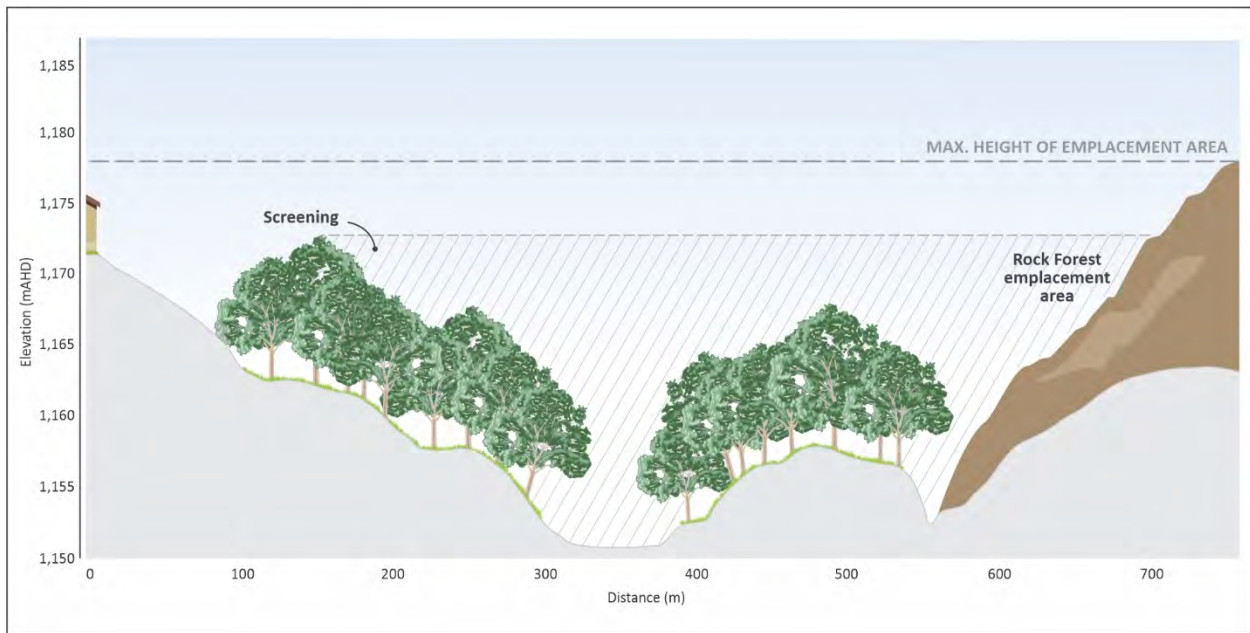 1,185
1,180
MAX. HEIGHT OF EMPLACEMENT AREA
1,175
Screening
1,170
Rock Forest
emplacement
area
Elevation (mAHD)
1,165
1,160
1,155
1,150
0 100 200 300 400 500 600 700
Distance (m)